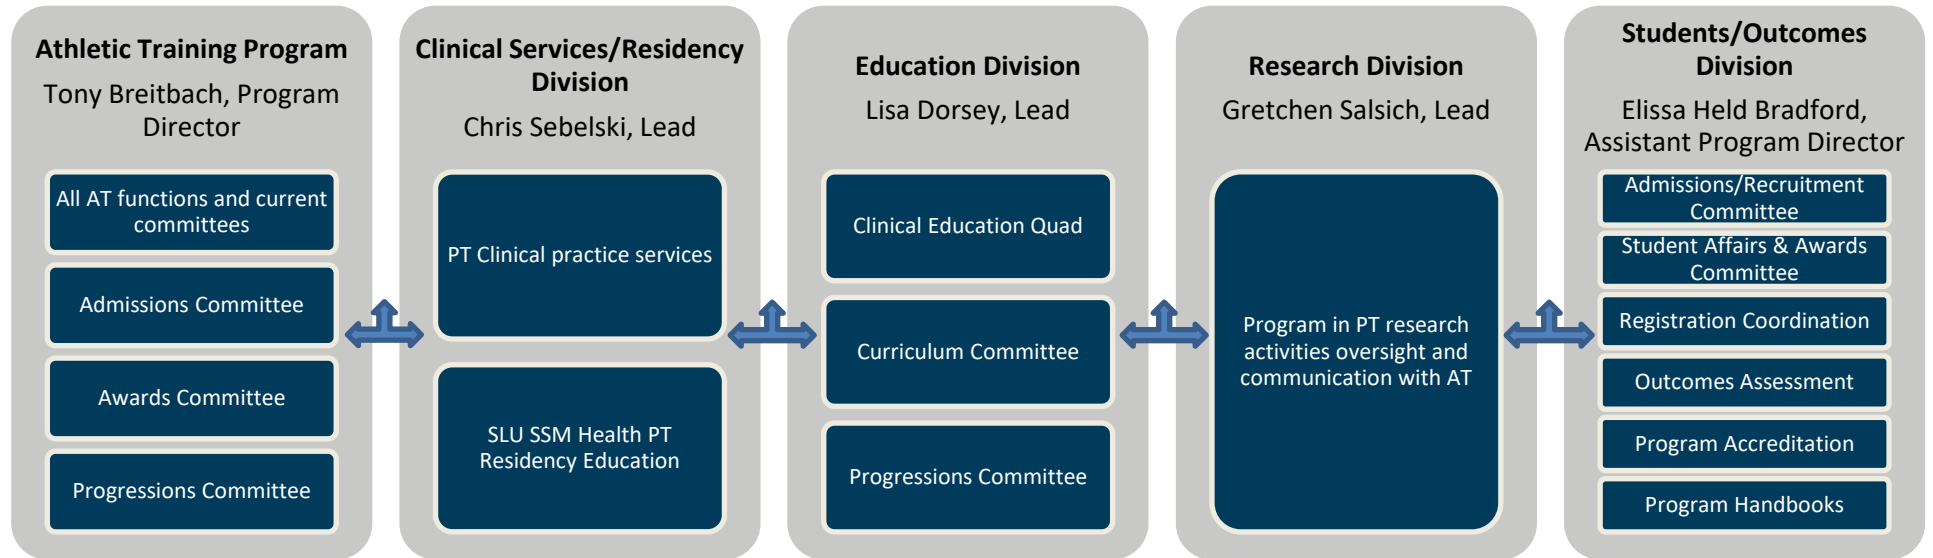 Athletic Training Program
Tony Breitbach, Program
Director
All AT functions and current
committees
Admissions Committee
Awards Committee
Progressions Committee
Clinical Services/Residency
Division
Chris Sebelski, Lead
PT Clinical practice services
SLU SSM Health PT
Residency Education
Education Division
Lisa Dorsey, Lead
Clinical Education Quad
Curriculum Committee
Progressions Committee
Research Division
Gretchen Salsich, Lead
Program in PT research
activities oversight and
communication with AT
Students/Outcomes
Division
Elissa Held Bradford,
Assistant Program Director
Admissions/Recruitment
Committee
Student Affairs & Awards
Committee
Registration Coordination
Outcomes Assessment
Program Accreditation
Program Handbooks